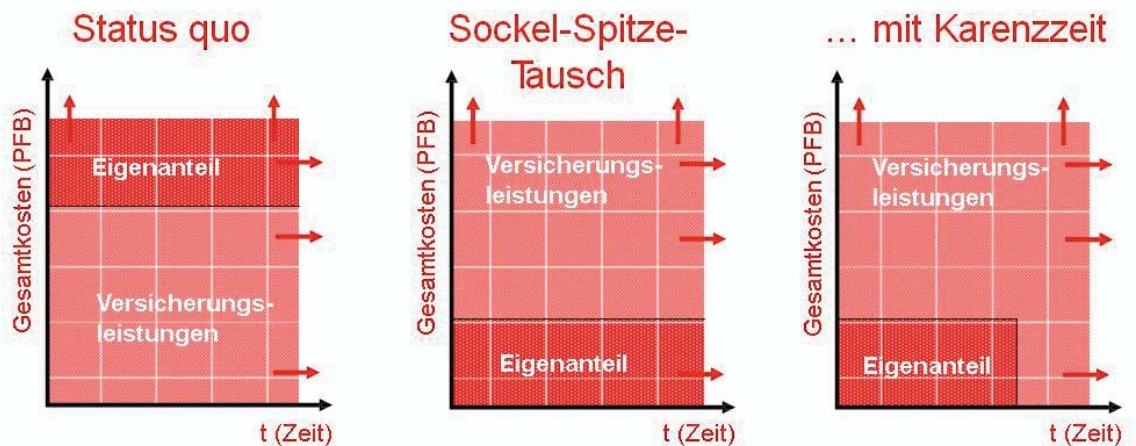 Status quo
Gesamtkosten (PFB)
Eigenanteil
Versicherungs-
leistungen
t (Zeit)
Sockel-Spitze-
Tausch
Gesamtkosten (PFB)
Versicherungs-
leistungen
Eigenanteil
t (Zeit)
... mit Karenzzeit
Gesamtkosten (PFB)
Versicherungs-
leistungen
Eigenanteil
t (Zeit)